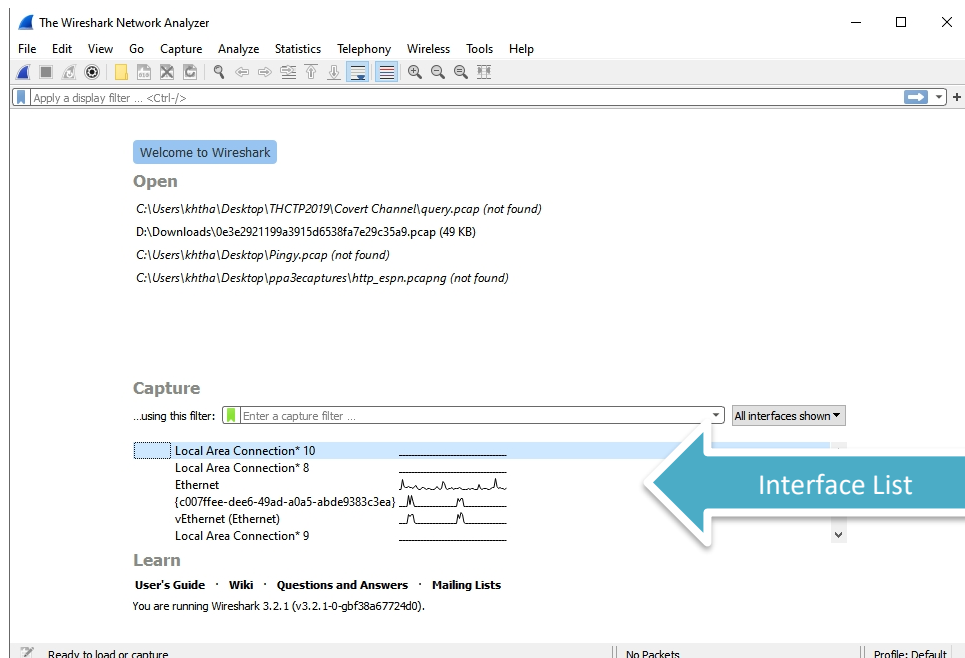 The Wireshark Network Analyzer
File Edit View Go Capture Analyze Statistics Telephony Wireless Tools Help
Apply a display filter ... <Ctrl-/>
Welcome to Wireshark
Open
C:\Users\khtha\Desktop\THCTP2019\Covert Channel\query.pcap (not found)
D:\Downloads\0e3e2921199a3915d6538fa7e29c35a9.pcap (49 KB)
C:\Users\khtha\Desktop\Pingy.pcap (not found)
C:\Users\khtha\Desktop\ppa3ecaptures\http_espn.pcapng (not found)
Capture
...using this filter: Enter a capture filter ... All interfaces shown
Local Area Connection* 10
Local Area Connection* 8
Ethernet
{c007ffee-dee6-49ad-a0a5-abde9383c3ea}
vEthernet (Ethernet)
Local Area Connection* 9
Interface List
Learn
User's Guide · Wiki · Questions and Answers · Mailing Lists
You are running Wireshark 3.2.1 (v3.2.1-0-gbf38a67724d0).
Ready to load or capture No Packets Profile: Default